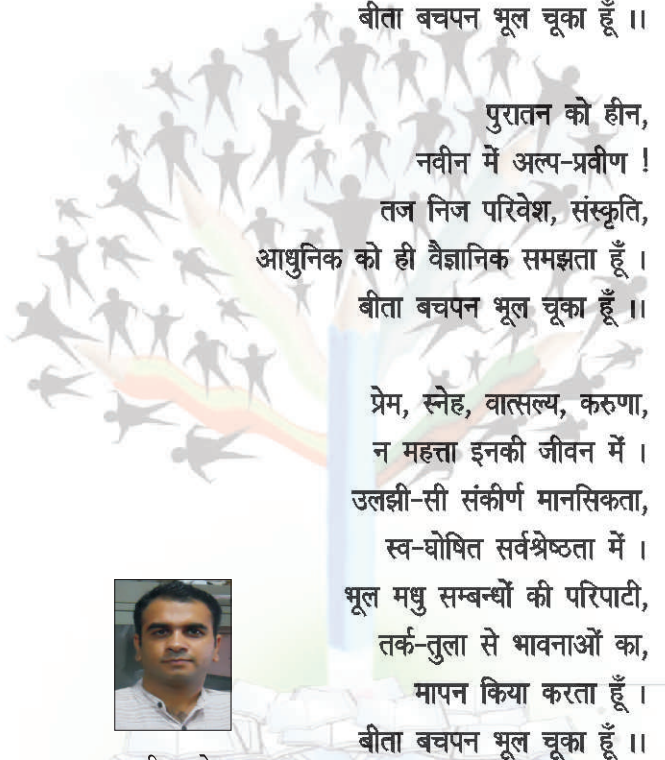 बीता बचपन भूल चूका हूँ ।।
पुरातन को हीन,
नवीन में अल्प-प्रवीण !
तज निज परिवेश, संस्कृति,
आधुनिक को ही वैज्ञानिक समझता हूँ ।
बीता बचपन भूल चूका हूँ ।।
प्रेम, स्नेह, वात्सल्य, करुणा,
न महत्ता इनकी जीवन में ।
उलझी-सी संकीर्ण मानसिकता,
स्व-घोषित सर्वश्रेष्ठता में ।
भूल मधु सम्बन्धों की परिपाटी,
तर्क-तुला से भावनाओं का,
मापन किया करता हूँ ।
बीता बचपन भूल चूका हूँ ।।